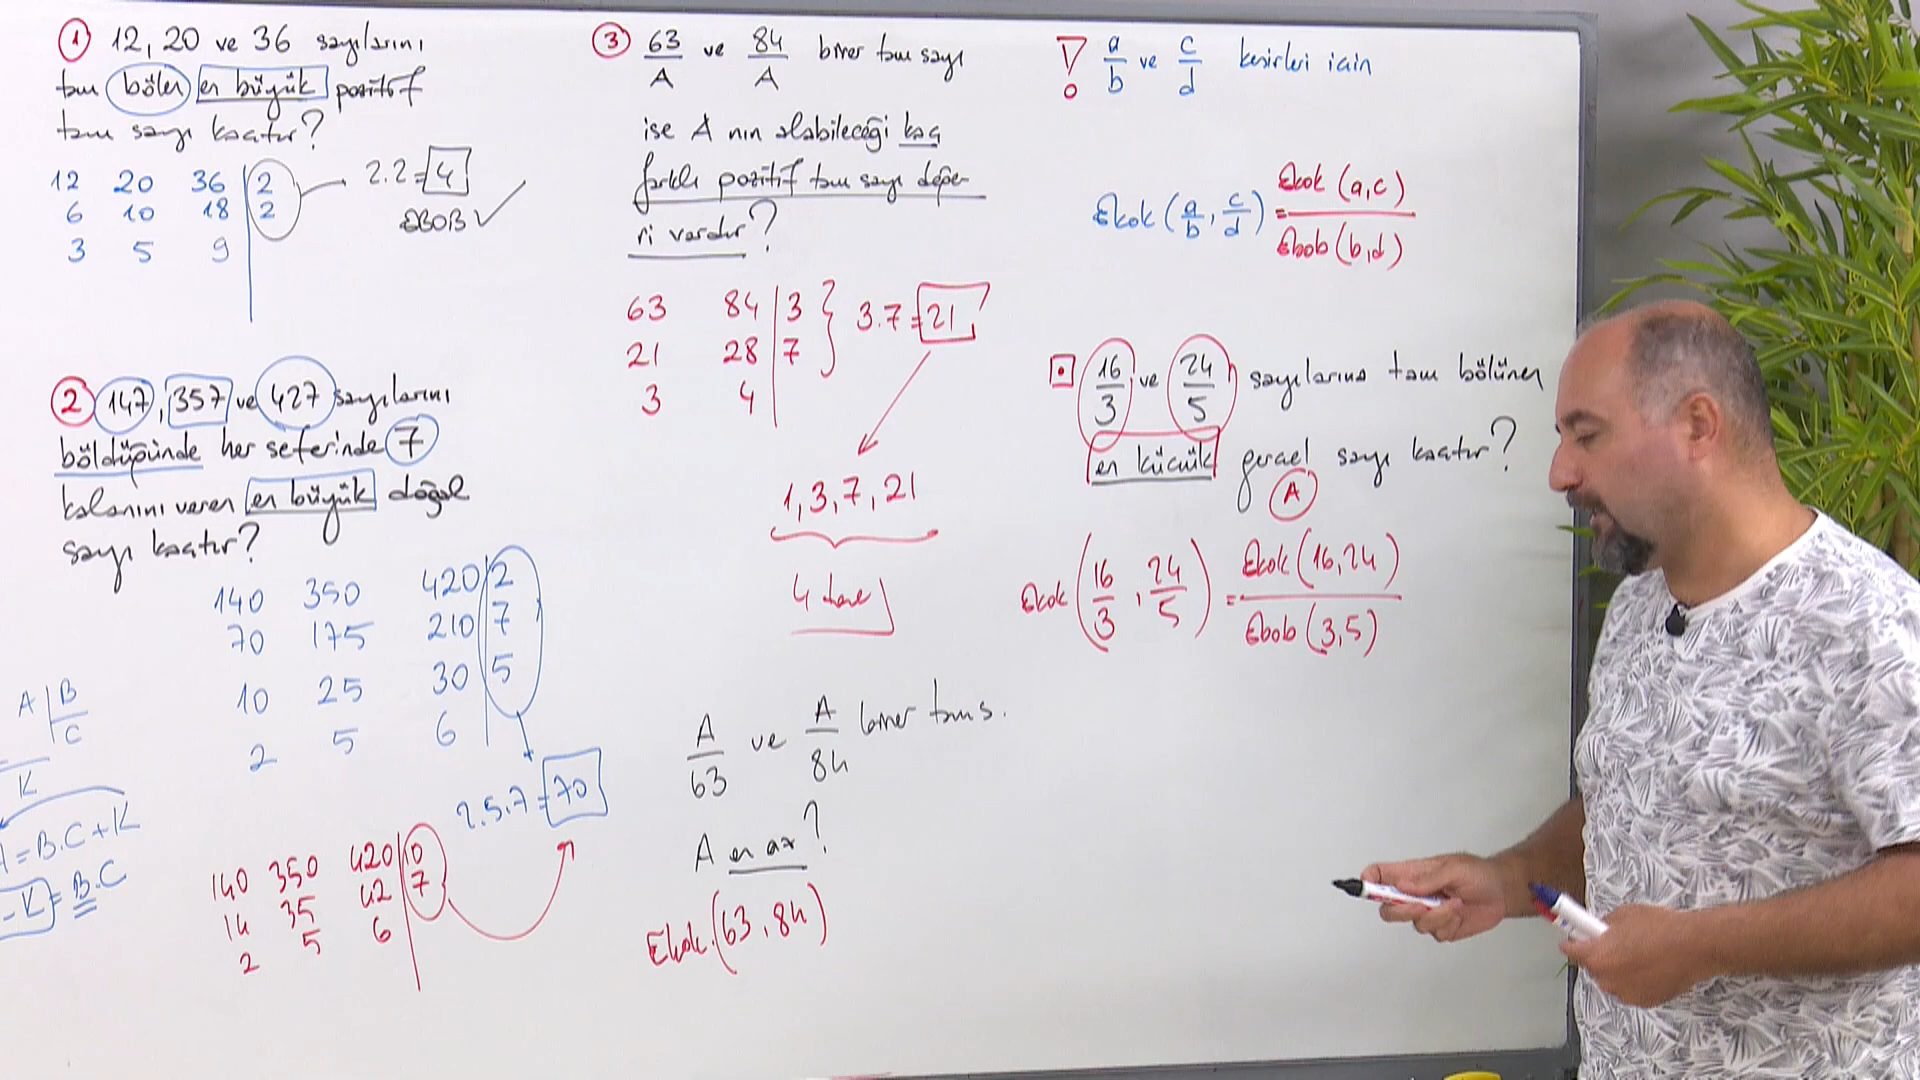 1 12, 20 ve 36 sayılarını
tam bölen en büyük pozitif
tam sayı kaçtır?
12 20 36 2
6 10 18 2
3 5 9
2.2=4
EBOB ✓
2 147, 357 ve 427 sayılarını
böldüğünde her seferinde 7
kalanını veren en büyük doğal
sayı kaçtır?
140 350 420 2
70 175 210 7
10 25 30 5
2 5 6
2.5.7=70
A B
C
K
A=B.C+K
-K=B.C
140 350 420 10
14 35 42 7
2 5 6
3 63/A ve 84/A birer tam sayı
ise A nın alabileceği kaç
farklı pozitif tam sayı değe-
ri vardır?
63 84 3
21 28 7
3 4
3.7=21
1, 3, 7, 21
4 tane
A/63 ve A/84 birer tam s.
A en az?
Ekok(63,84)
! a/b ve c/d kesirleri için
Ekok(a/b, c/d) = Ekok(a,c)/Ebob(b,d)
16/3 ve 24/5 sayılarına tam bölünen
en küçük gerçel sayı kaçtır?
A
Ekok(16/3, 24/5) = Ekok(16,24)/Ebob(3,5)